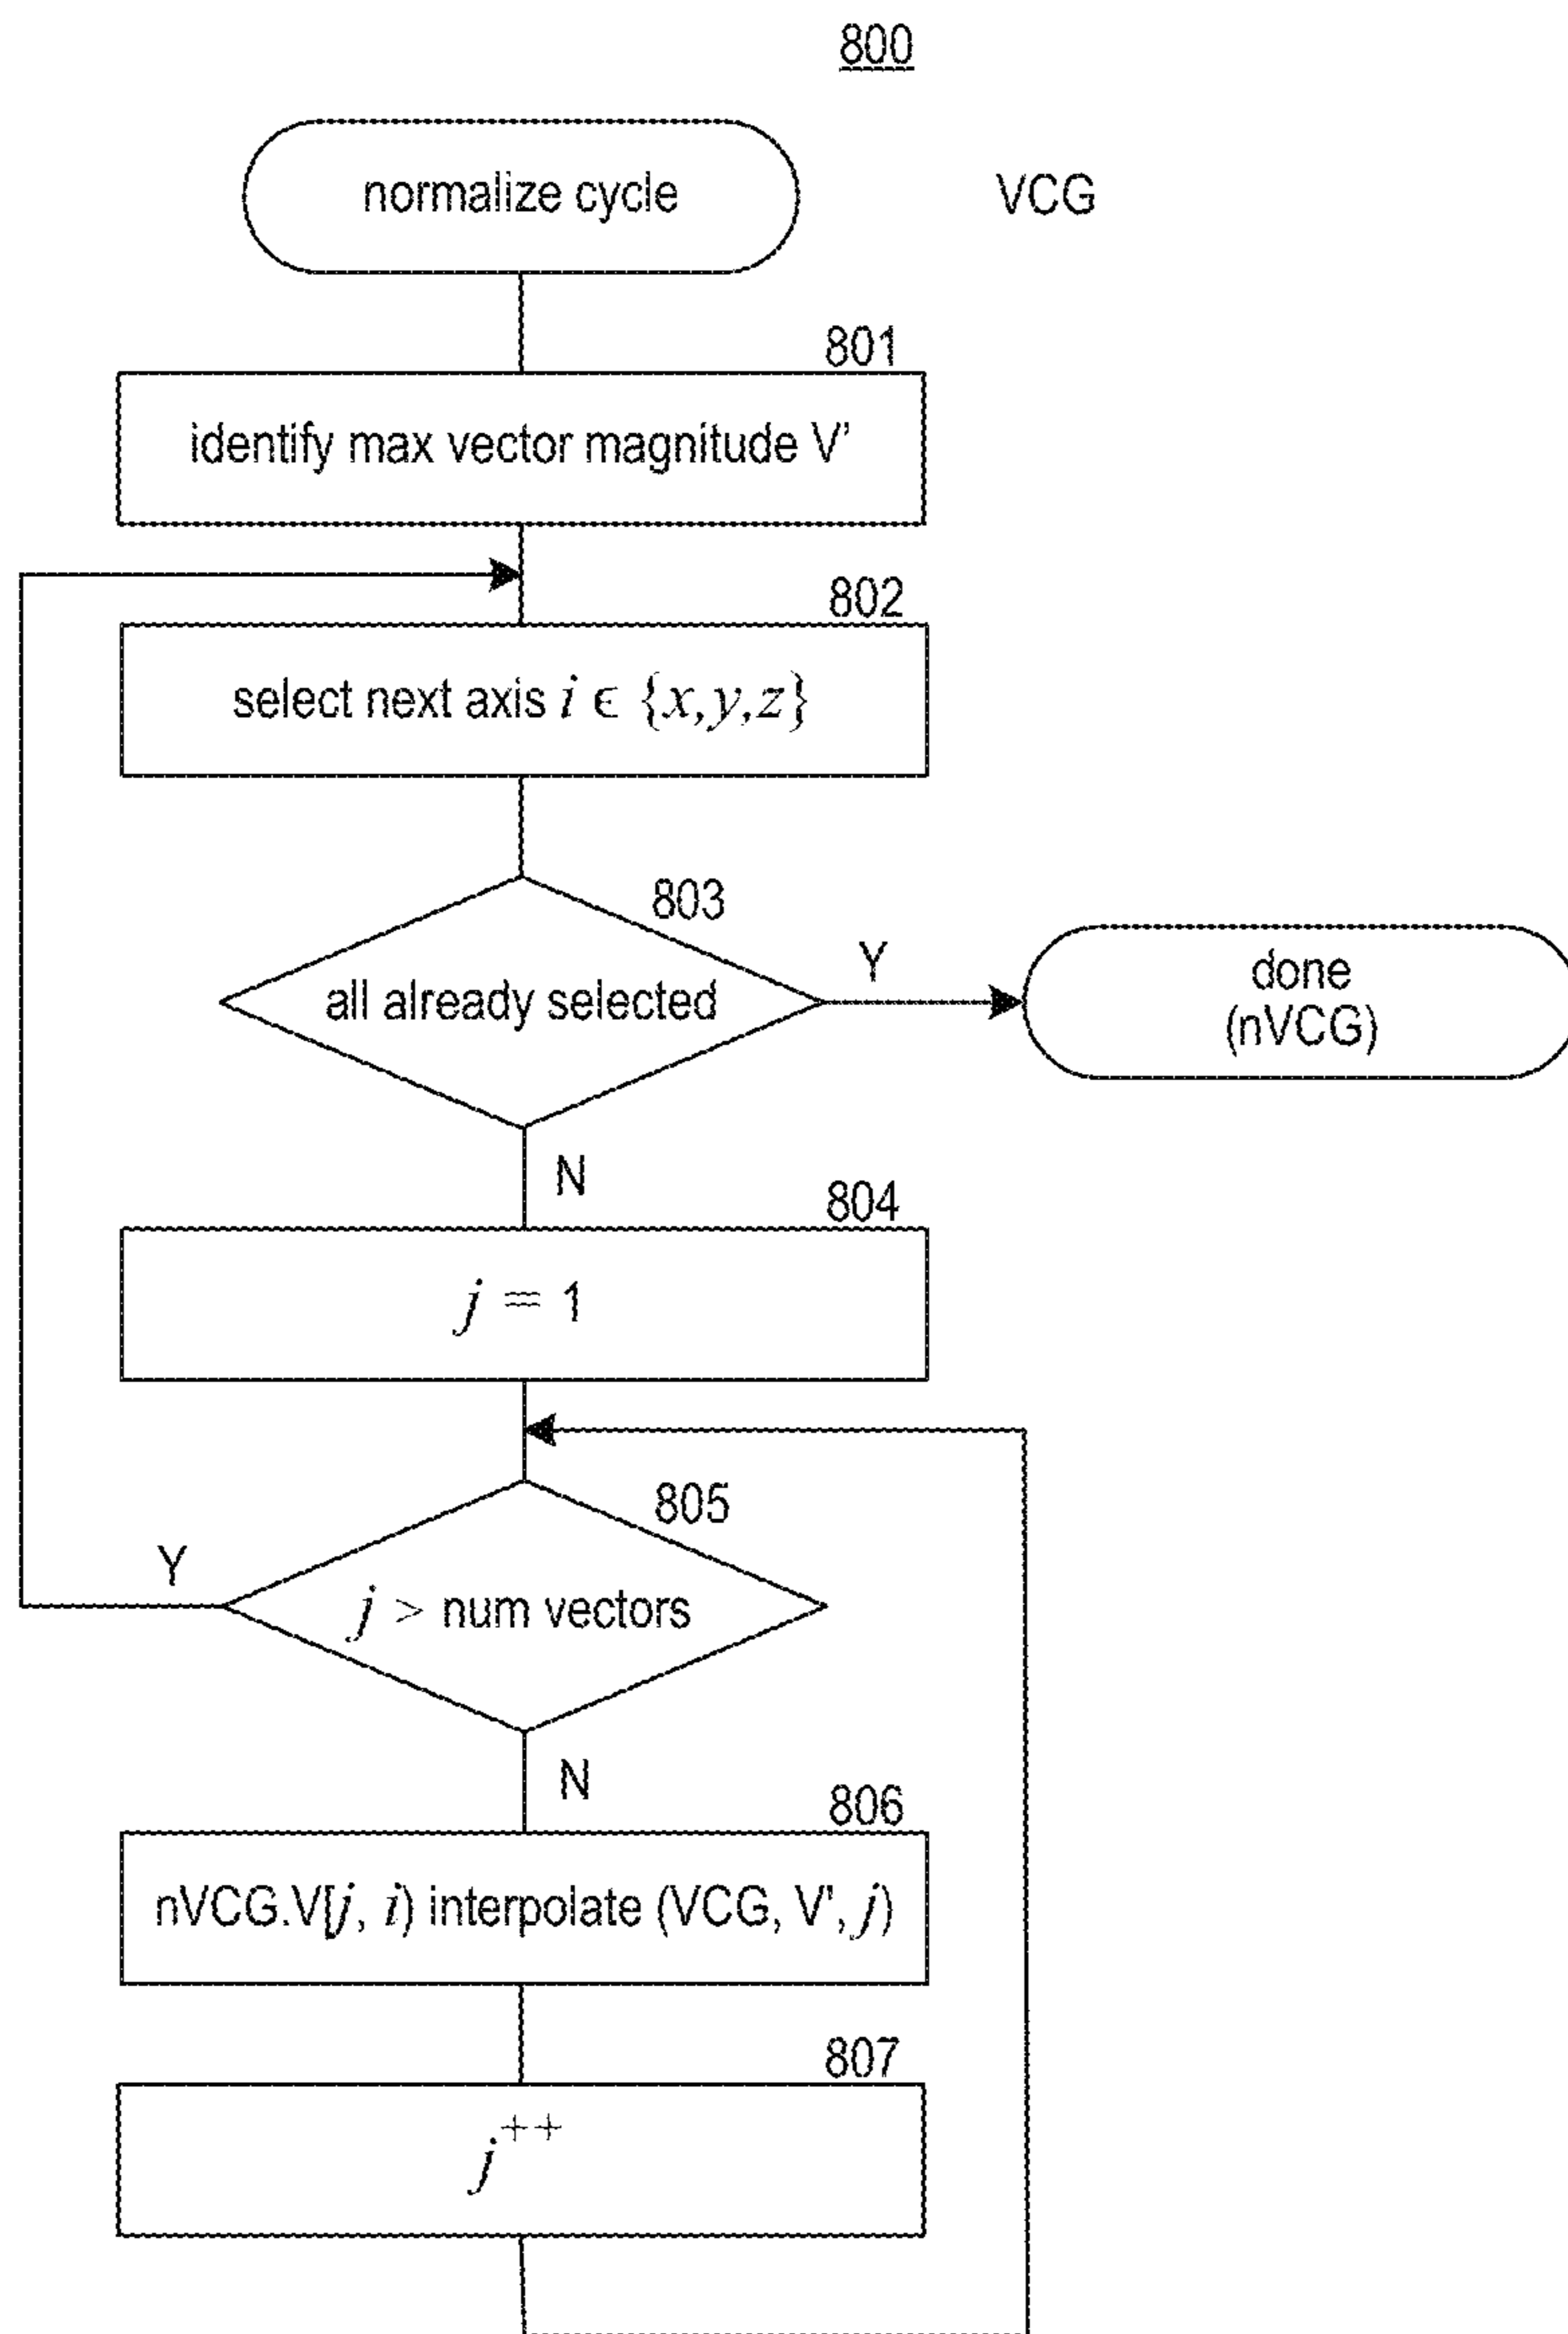 800
normalize cycle
VCG
801
identify max vector magnitude V'
802
select next axis i ϵ {x,y,z}
803
all already selected
Y
done
(nVCG)
N
804
j = 1
805
Y
j > num vectors
N
806
nVCG.V[j, i) interpolate (VCG, V', j)
807
j++